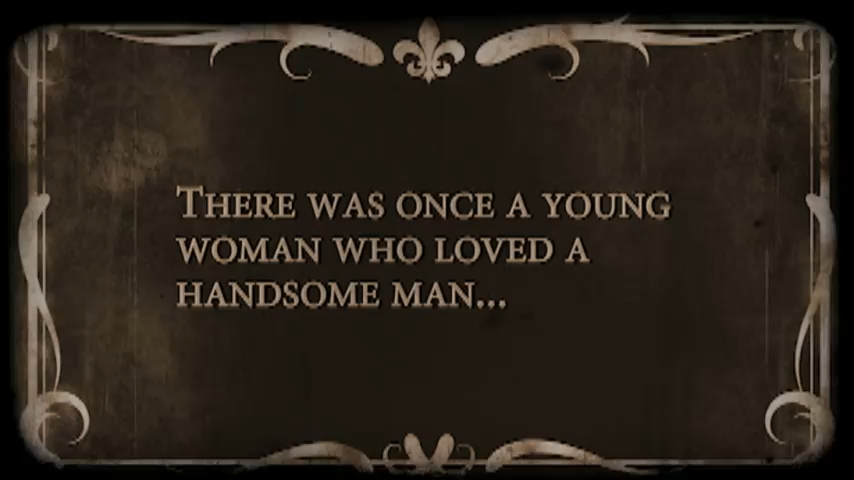 There was once a young
woman who loved a
handsome man...